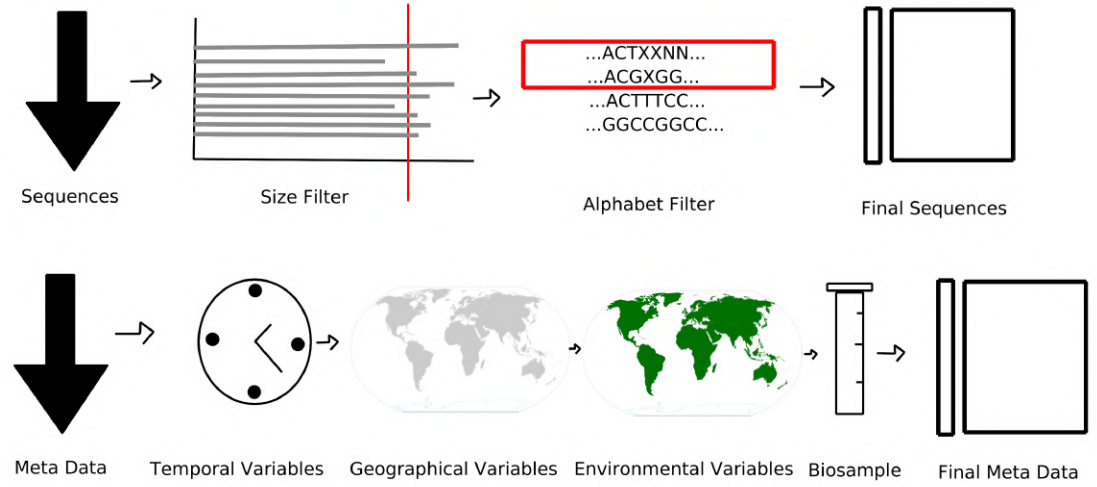 ...ACTXXNN...
...ACGXGG...
...ACTTTCC...
...GGCCGGCC...
Sequences
Size Filter
Alphabet Filter
Final Sequences
Meta Data
Temporal Variables
Geographical Variables
Environmental Variables
Biosample
Final Meta Data